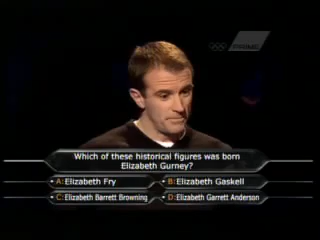 PRIME
Which of these historical figures was born
Elizabeth Gurney?
A: Elizabeth Fry
B: Elizabeth Gaskell
C: Elizabeth Barrett Browning
D: Elizabeth Garrett Anderson